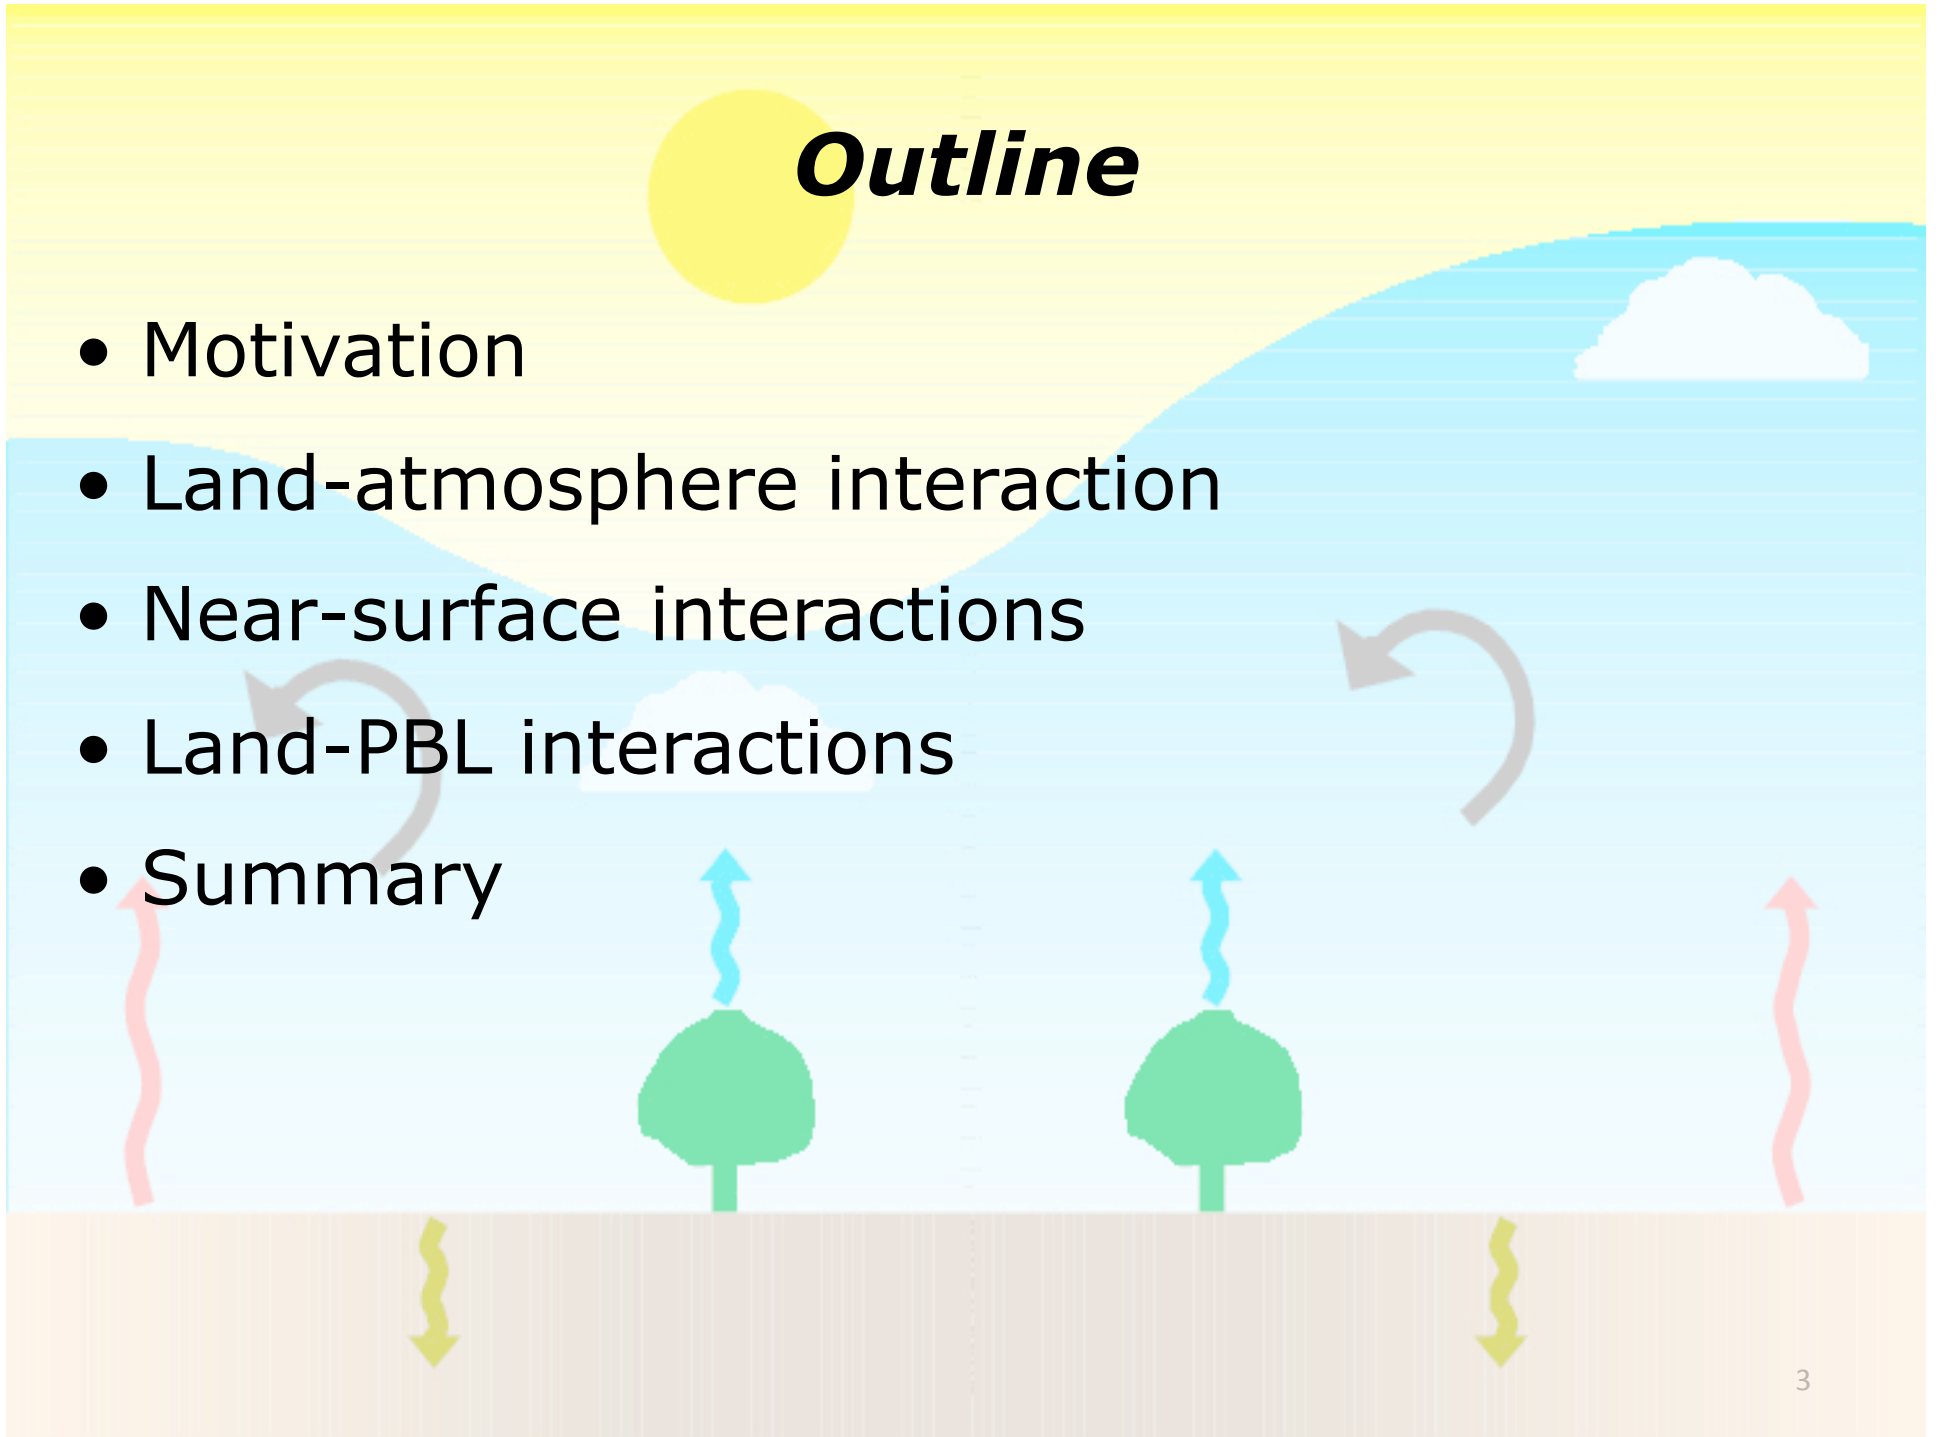 Outline
• Motivation
• Land-atmosphere interaction
• Near-surface interactions
• Land-PBL interactions
• Summary
3